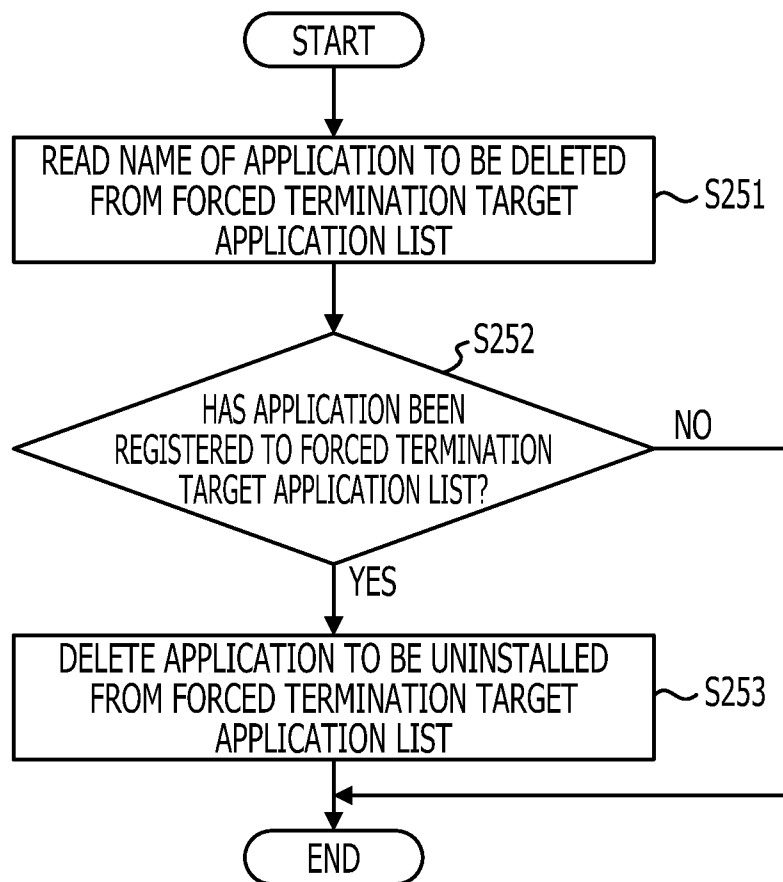 START
READ NAME OF APPLICATION TO BE DELETED
FROM FORCED TERMINATION TARGET
APPLICATION LIST
S251
S252
HAS APPLICATION BEEN
REGISTERED TO FORCED TERMINATION
TARGET APPLICATION LIST?
NO
YES
DELETE APPLICATION TO BE UNINSTALLED
FROM FORCED TERMINATION TARGET
APPLICATION LIST
S253
END